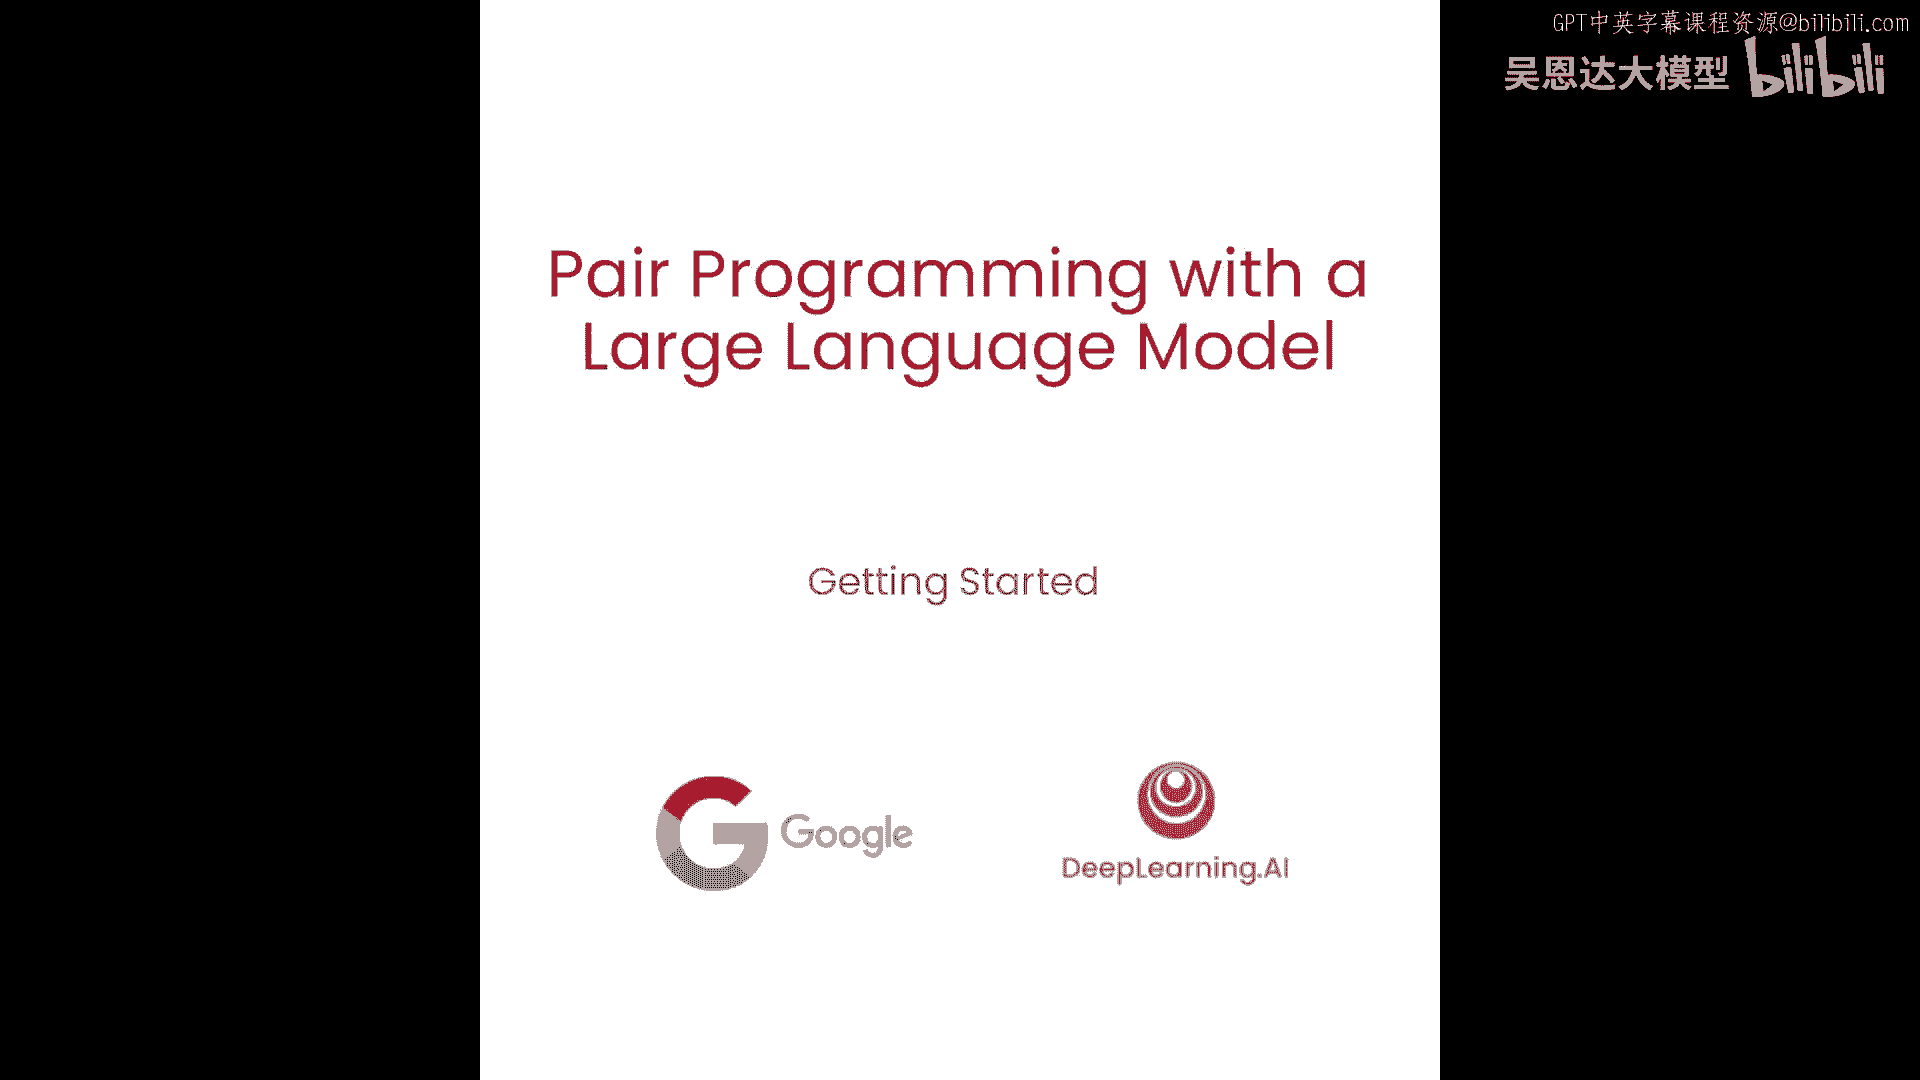 GPT中英字幕课程资源@bilibili.com
吴恩达大模型 bilibili
Pair Programming with a
Large Language Model
Getting Started
Google
DeepLearning.AI